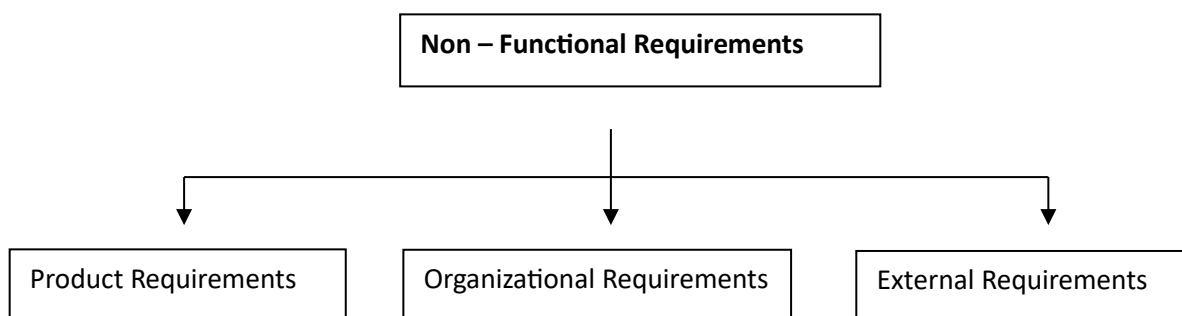 Non – Functional Requirements
Product Requirements
Organizational Requirements
External Requirements